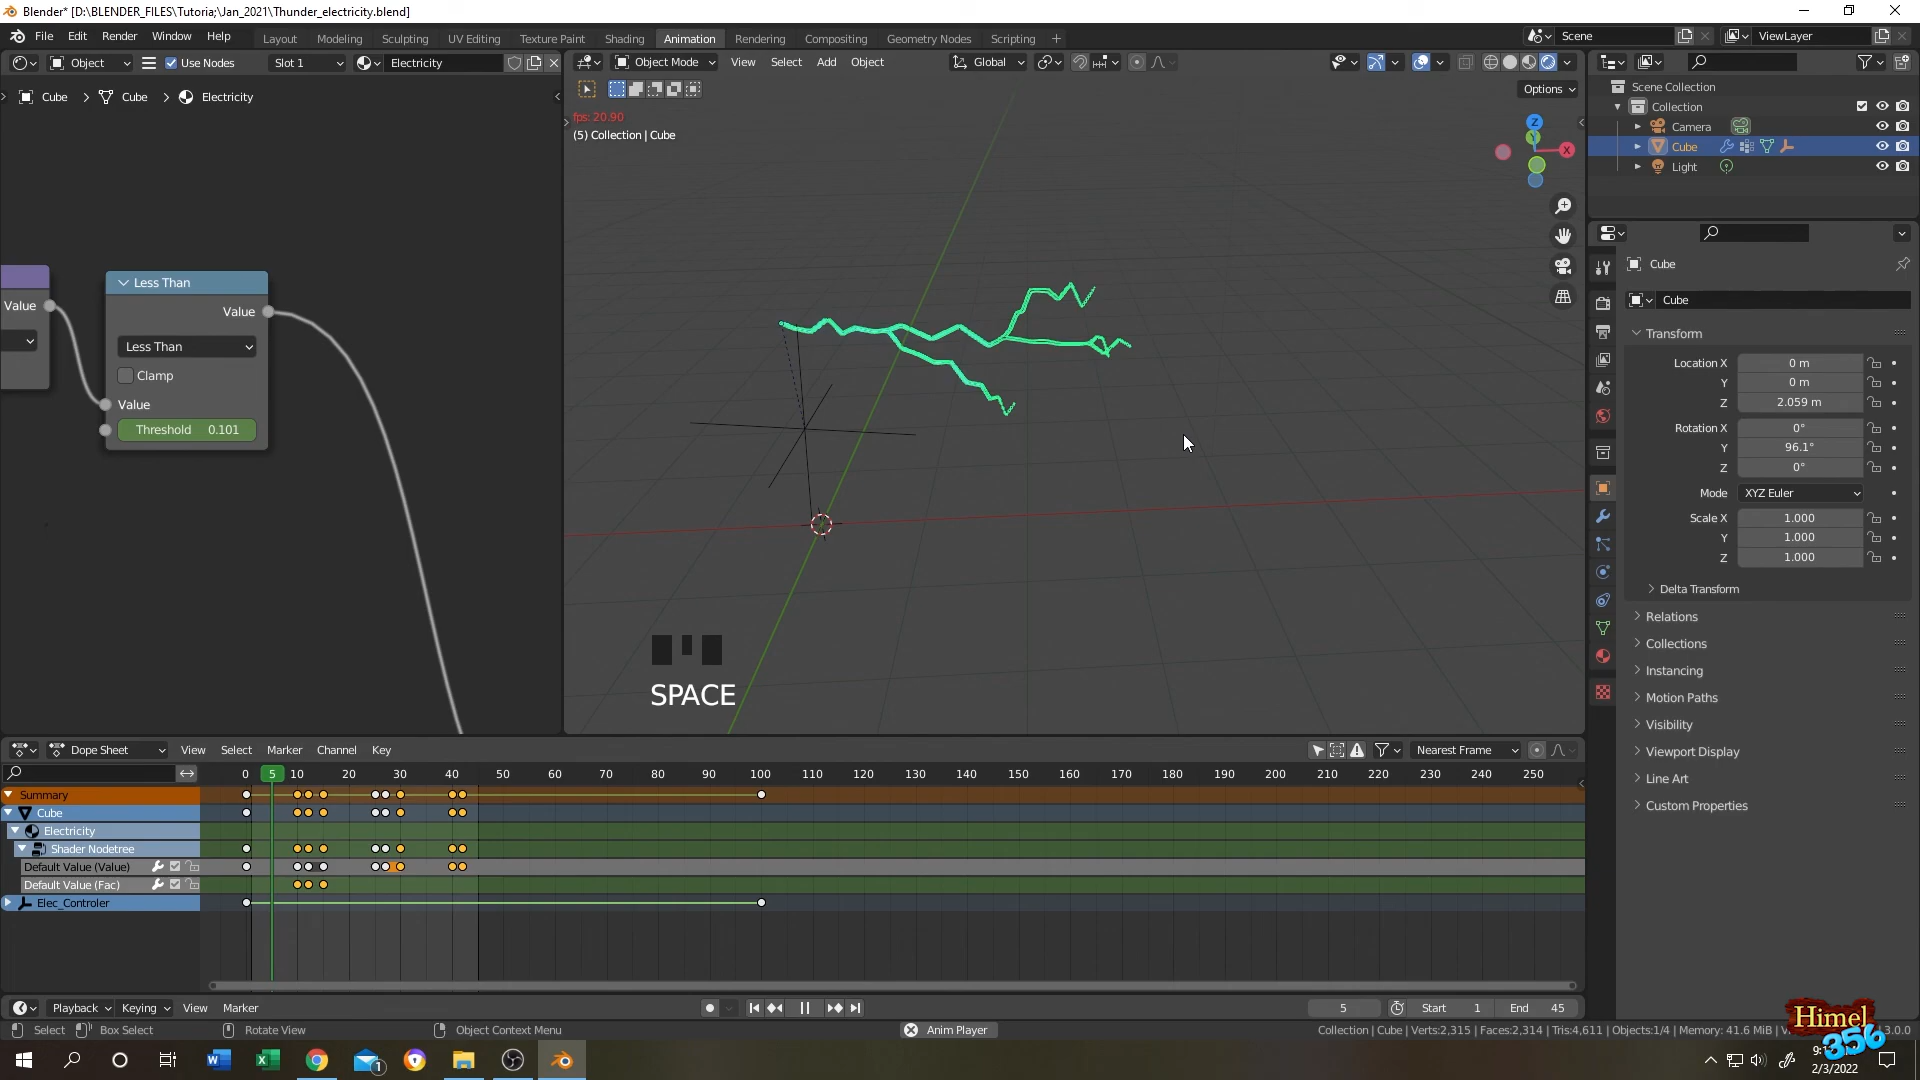 Blender* [D:\BLENDER_FILES\Tutoria;\Jan_2021\Thunder_electricity.blend]
File Edit Render Window Help
Layout Modeling Sculpting UV Editing Texture Paint Shading Animation Rendering Compositing Geometry Nodes Scripting +
Scene
ViewLayer
Object Use Nodes Slot 1 Electricity
Object Mode View Select Add Object Global
Options
Cube > Cube > Electricity
fps: 20.90
(5) Collection | Cube
Z
Y
X
Scene Collection
Collection
Camera
Cube
Light
Value
Less Than
Value
Less Than
Clamp
Value
Threshold 0.101
SPACE
Cube
Cube
Transform
Location X 0 m
Y 0 m
Z 2.059 m
Rotation X 0°
Y 96.1°
Z 0°
Mode XYZ Euler
Scale X 1.000
Y 1.000
Z 1.000
Delta Transform
Relations
Collections
Instancing
Motion Paths
Visibility
Viewport Display
Line Art
Custom Properties
Dope Sheet View Select Marker Channel Key Nearest Frame
0 5 10 20 30 40 50 60 70 80 90 100 110 120 130 140 150 160 170 180 190 200 210 220 230 240 250
Summary
Cube
Electricity
Shader Nodetree
Default Value (Value)
Default Value (Fac)
Elec_Controler
Playback Keying View Marker 5 Start 1 End 45
Select Box Select Rotate View Object Context Menu Anim Player Collection | Cube | Verts:2,315 | Faces:2,314 | Tris:4,611 | Objects:1/4 | Memory: 41.6 MiB | 3.0.0
Himel
356
1
2/3/2022